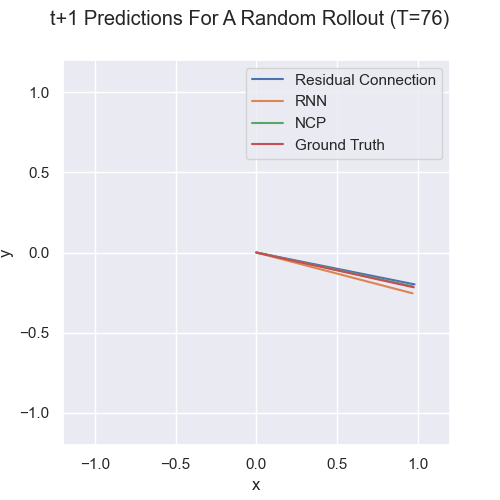 t+1 Predictions For A Random Rollout (T=76)
Residual Connection
RNN
NCP
Ground Truth
1.0
0.5
0.0
−0.5
−1.0
y
−1.0 −0.5 0.0 0.5 1.0
x